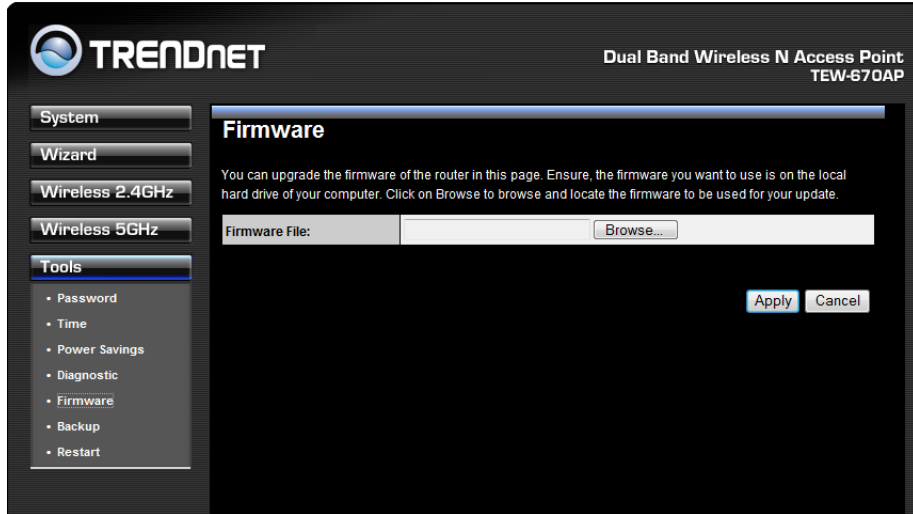 TRENDNET
Dual Band Wireless N Access Point
TEW-670AP
System
Wizard
Wireless 2.4GHz
Wireless 5GHz
Tools
• Password
• Time
• Power Savings
• Diagnostic
• Firmware
• Backup
• Restart
Firmware
You can upgrade the firmware of the router in this page. Ensure, the firmware you want to use is on the local
hard drive of your computer. Click on Browse to browse and locate the firmware to be used for your update.
Firmware File:
Browse...
Apply Cancel